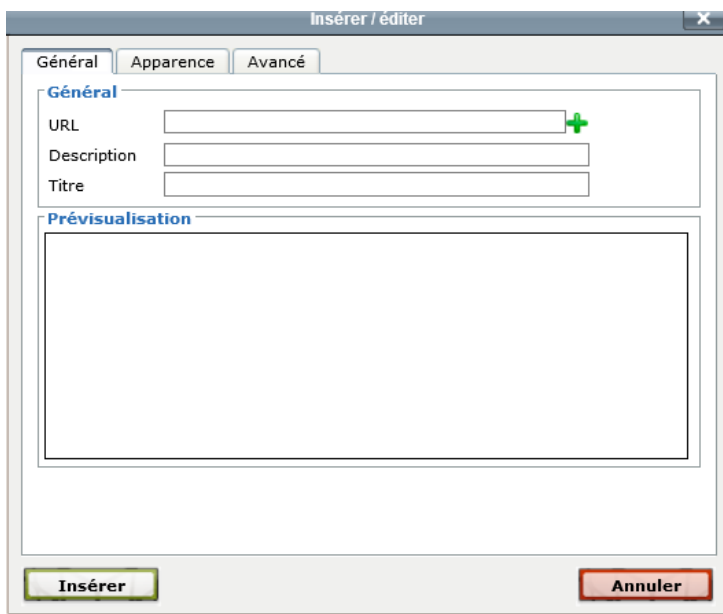 Insérer / éditer
Général Apparence Avancé
Général
URL
Description
Titre
Prévisualisation
Insérer Annuler